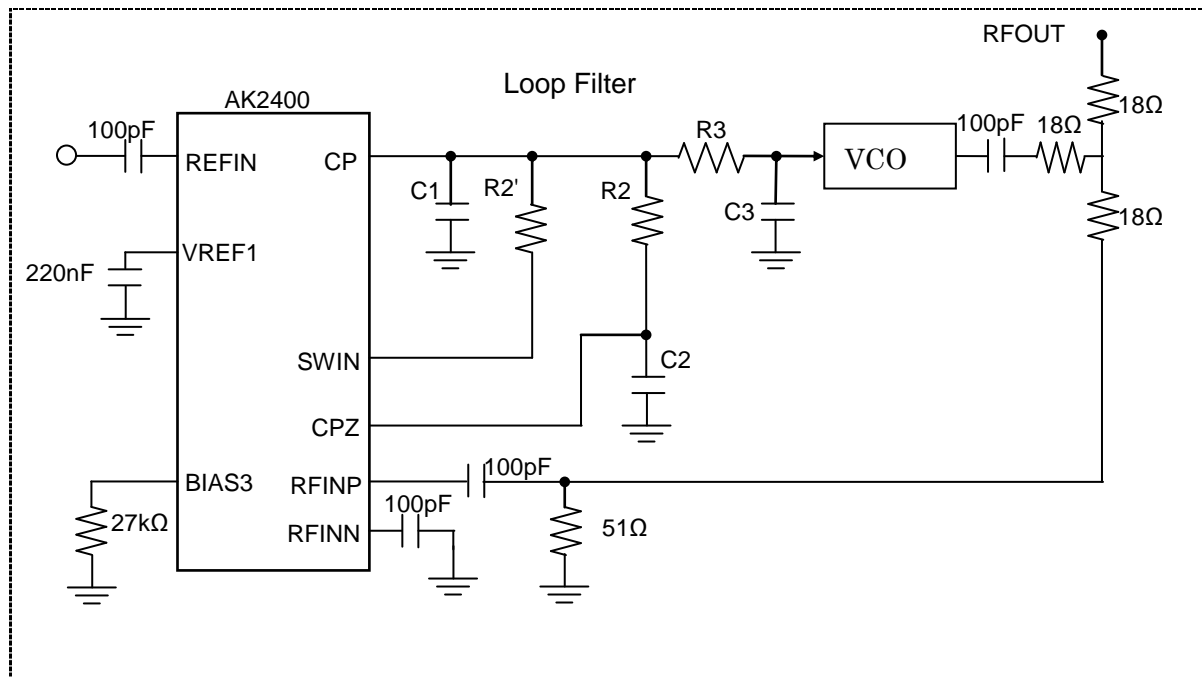 RFOUT
Loop Filter
18Ω
AK2400
100pF
R3
100pF
18Ω
REFIN
CP
VCO
C1
R2'
R2
C3
18Ω
VREF1
220nF
SWIN
C2
CPZ
100pF
BIAS3
RFINP
27kΩ
100pF
51Ω
RFINN